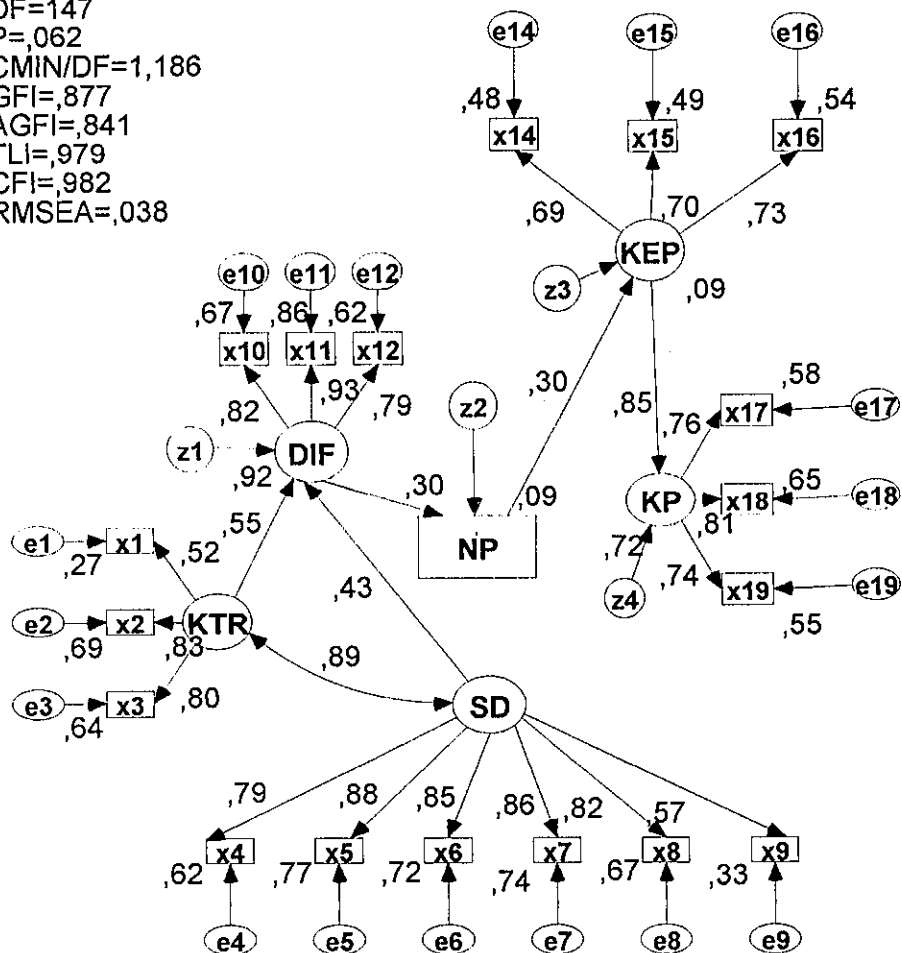 DF=147
P=,062
CMIN/DF=1,186
GFI=,877
AGFI=,841
TLI=,979
CFI=,982
RMSEA=,038
e14 e15 e16
,48 ,49 ,54
x14 x15 x16
,69 ,70 ,73
KEP
z3
,09
e10 e11 e12
,67 ,86 ,62
x10 x11 x12
,82 ,93 ,79
z2
,30
,85
,58
x17 e17
,76
z1
DIF
,92
,30
,09
NP
KP
,65
x18 e18
,81
,72
z4
,74
x19 e19
,55
e1 x1
,27 ,52
,55
,43
e2 x2 KTR
,69 ,83
,89
e3 x3 ,80
,64
SD
,79 ,88 ,85 ,86 ,82 ,57
x4 x5 x6 x7 x8 x9
,62 ,77 ,72 ,74 ,67 ,33
e4 e5 e6 e7 e8 e9